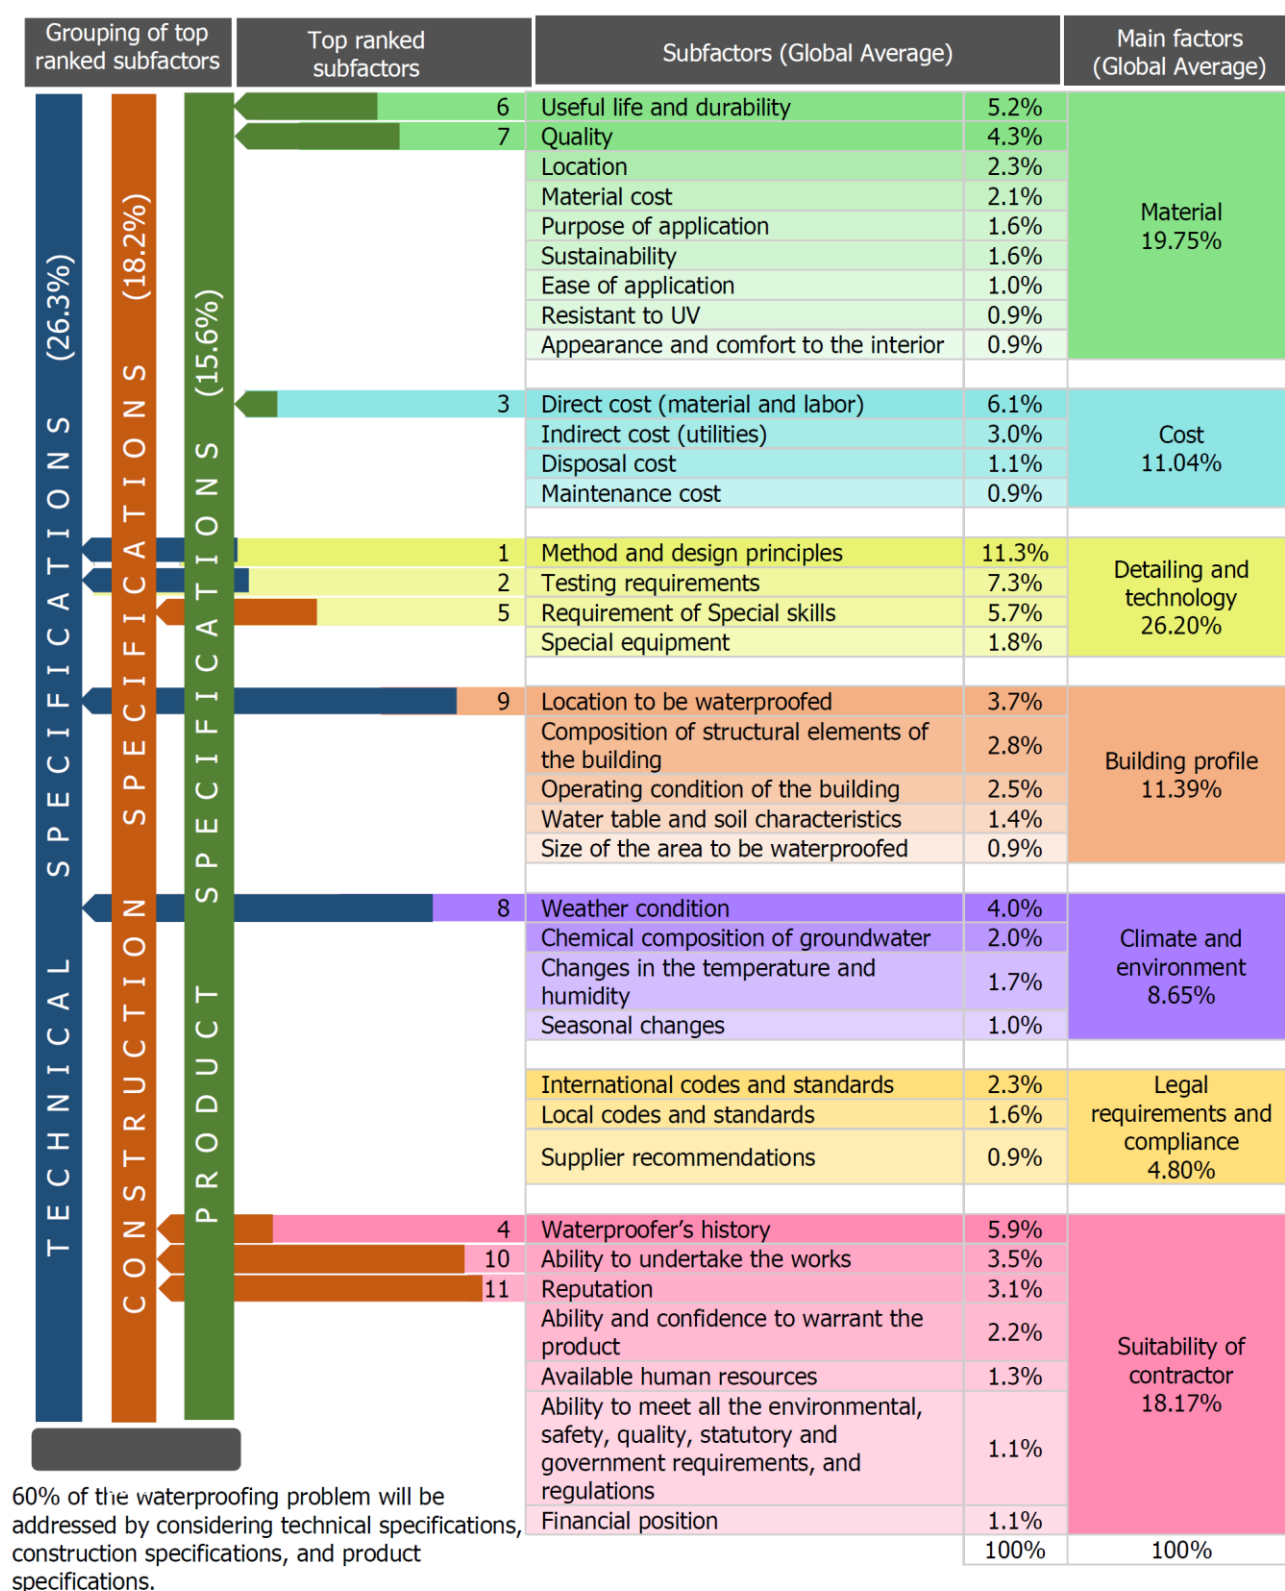 Grouping of top
ranked subfactors
Top ranked
subfactors
Subfactors (Global Average)
Main factors
(Global Average)
TECHNICAL SPECIFICATIONS (26.3%)
CONSTRUCTION SPECIFICATIONS (18.2%)
PRODUCT SPECIFICATIONS (15.6%)
6 Useful life and durability 5.2%
7 Quality 4.3%
Location 2.3%
Material cost 2.1%
Purpose of application 1.6%
Sustainability 1.6%
Ease of application 1.0%
Resistant to UV 0.9%
Appearance and comfort to the interior 0.9%
Material
19.75%
3 Direct cost (material and labor) 6.1%
Indirect cost (utilities) 3.0%
Disposal cost 1.1%
Maintenance cost 0.9%
Cost
11.04%
1 Method and design principles 11.3%
2 Testing requirements 7.3%
5 Requirement of Special skills 5.7%
Special equipment 1.8%
Detailing and
technology
26.20%
9 Location to be waterproofed 3.7%
Composition of structural elements of
the building 2.8%
Operating condition of the building 2.5%
Water table and soil characteristics 1.4%
Size of the area to be waterproofed 0.9%
Building profile
11.39%
8 Weather condition 4.0%
Chemical composition of groundwater 2.0%
Changes in the temperature and
humidity 1.7%
Seasonal changes 1.0%
Climate and
environment
8.65%
International codes and standards 2.3%
Local codes and standards 1.6%
Supplier recommendations 0.9%
Legal
requirements and
compliance
4.80%
4 Waterproofer's history 5.9%
10 Ability to undertake the works 3.5%
11 Reputation 3.1%
Ability and confidence to warrant the
product 2.2%
Available human resources 1.3%
Ability to meet all the environmental,
safety, quality, statutory and
government requirements, and
regulations 1.1%
Financial position 1.1%
Suitability of
contractor
18.17%
100% 100%
60% of the waterproofing problem will be
addressed by considering technical specifications,
construction specifications, and product
specifications.